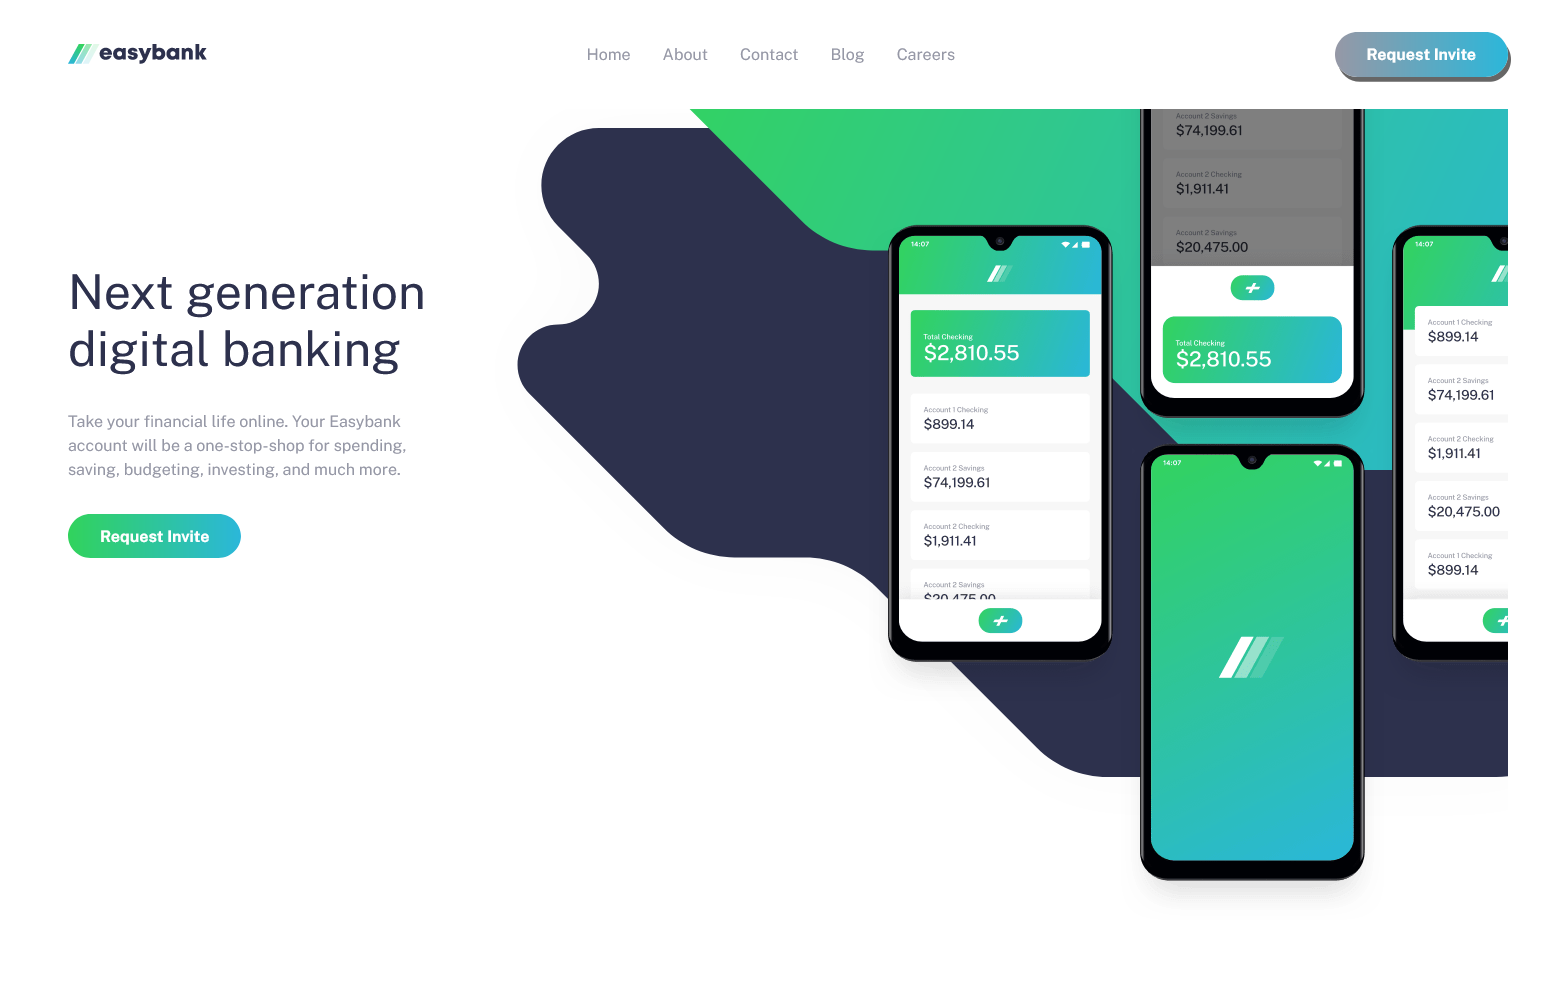 easybank
Home
About
Contact
Blog
Careers
Request Invite
Next generation
digital banking
Take your financial life online. Your Easybank
account will be a one-stop-shop for spending,
saving, budgeting, investing, and much more.
Request Invite
14:07
Total Checking
$2,810.55
Account 1 Checking
$899.14
Account 2 Savings
$74,199.61
Account 2 Checking
$1,911.41
Account 2 Savings
$20,475.00
Account 2 Savings
$74,199.61
Account 2 Checking
$1,911.41
Account 2 Savings
$20,475.00
Total Checking
$2,810.55
14:07
14:07
Account 1 Checking
$899.14
Account 2 Savings
$74,199.61
Account 2 Checking
$1,911.41
Account 2 Savings
$20,475.00
Account 1 Checking
$899.14